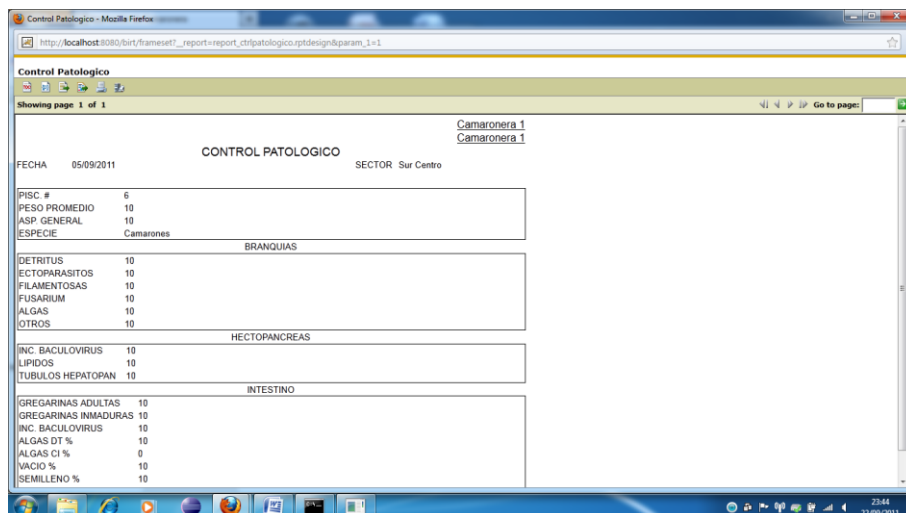 Control Patologico - Mozilla Firefox
http://localhost:8080/birt/frameset?__report=report_ctrlpatologico.rptdesign&param_1=1
Control Patologico
Showing page 1 of 1
Go to page:
Camaronera 1
Camaronera 1
CONTROL PATOLOGICO
FECHA 05/09/2011 SECTOR Sur Centro
PISC. # 6
PESO PROMEDIO 10
ASP. GENERAL 10
ESPECIE Camarones
BRANQUIAS
DETRITUS 10
ECTOPARASITOS 10
FILAMENTOSAS 10
FUSARIUM 10
ALGAS 10
OTROS 10
HECTOPANCREAS
INC. BACULOVIRUS 10
LIPIDOS 10
TUBULOS HEPATOPAN 10
INTESTINO
GREGARINAS ADULTAS 10
GREGARINAS INMADURAS 10
INC. BACULOVIRUS 10
ALGAS DT % 10
ALGAS CI % 0
VACIO % 10
SEMILLENO % 10
23:44